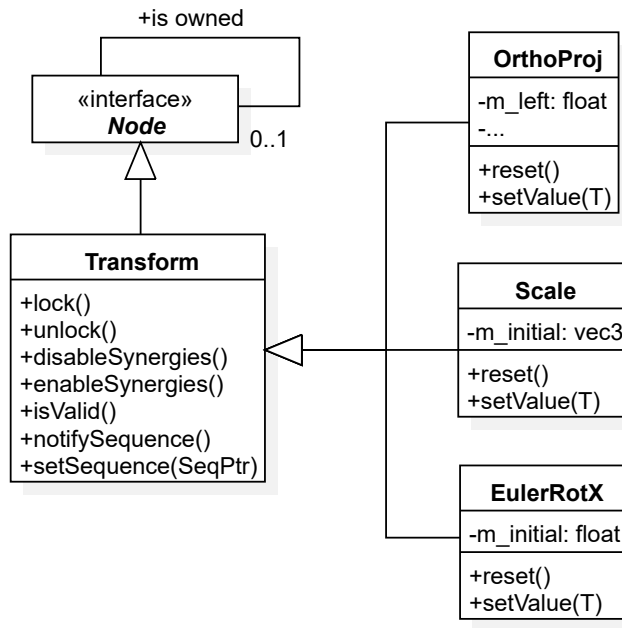 +is owned
«interface»
Node
0..1
Transform
+lock()
+unlock()
+disableSynergies()
+enableSynergies()
+isValid()
+notifySequence()
+setSequence(SeqPtr)
OrthoProj
-m_left: float
-...
+reset()
+setValue(T)
Scale
-m_initial: vec3
+reset()
+setValue(T)
EulerRotX
-m_initial: float
+reset()
+setValue(T)